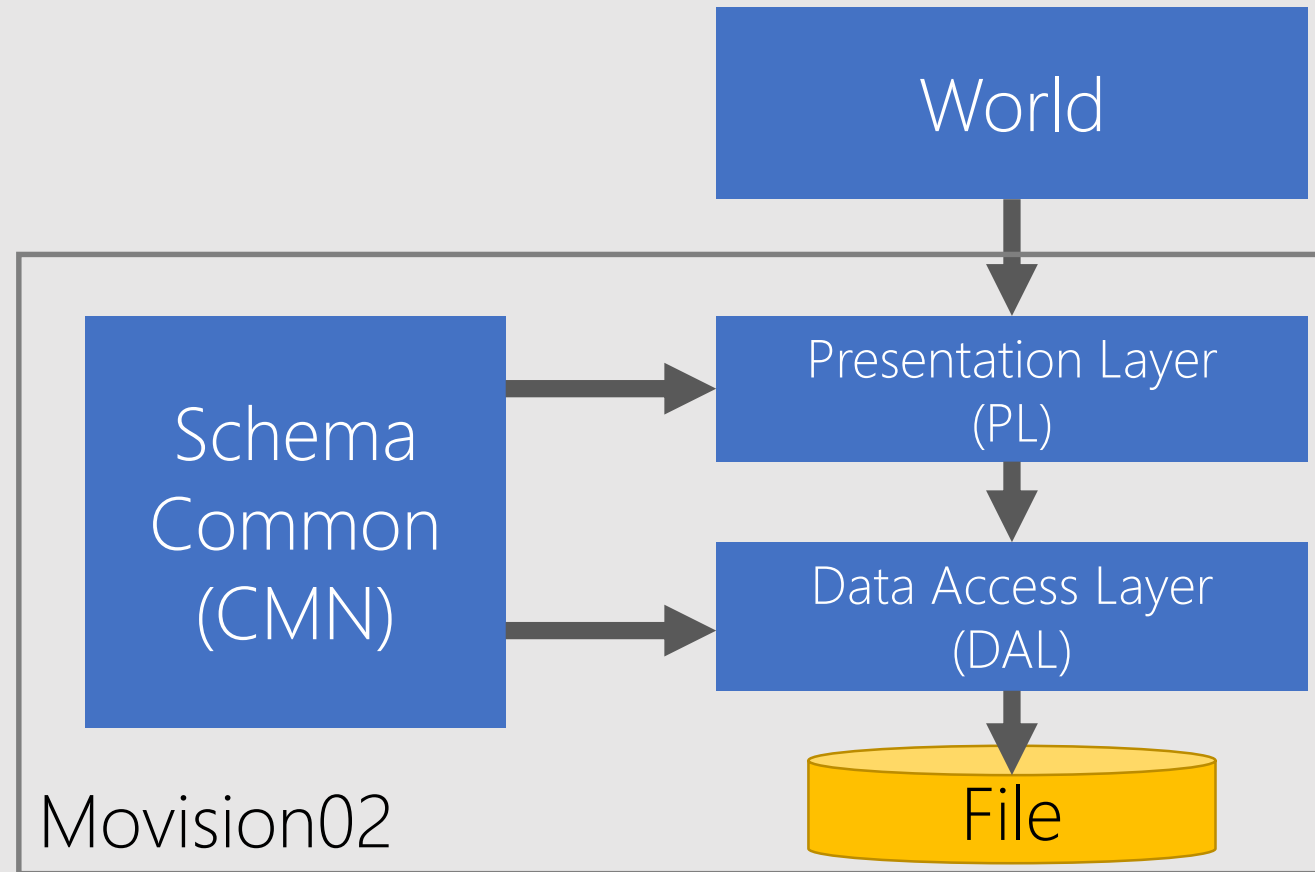 World
Presentation Layer
(PL)
Schema
Common
(CMN)
Data Access Layer
(DAL)
Movision02
File